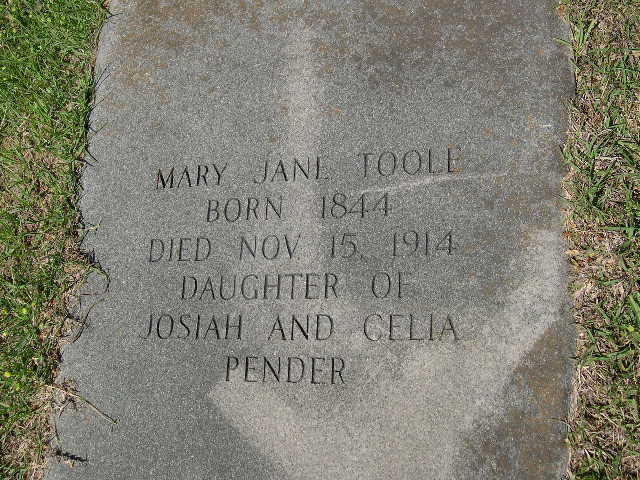 MARY JANE TOOLE
BORN 1844
DIED NOV. 15, 1914
DAUGHTER OF
JOSIAH AND CELIA
PENDER